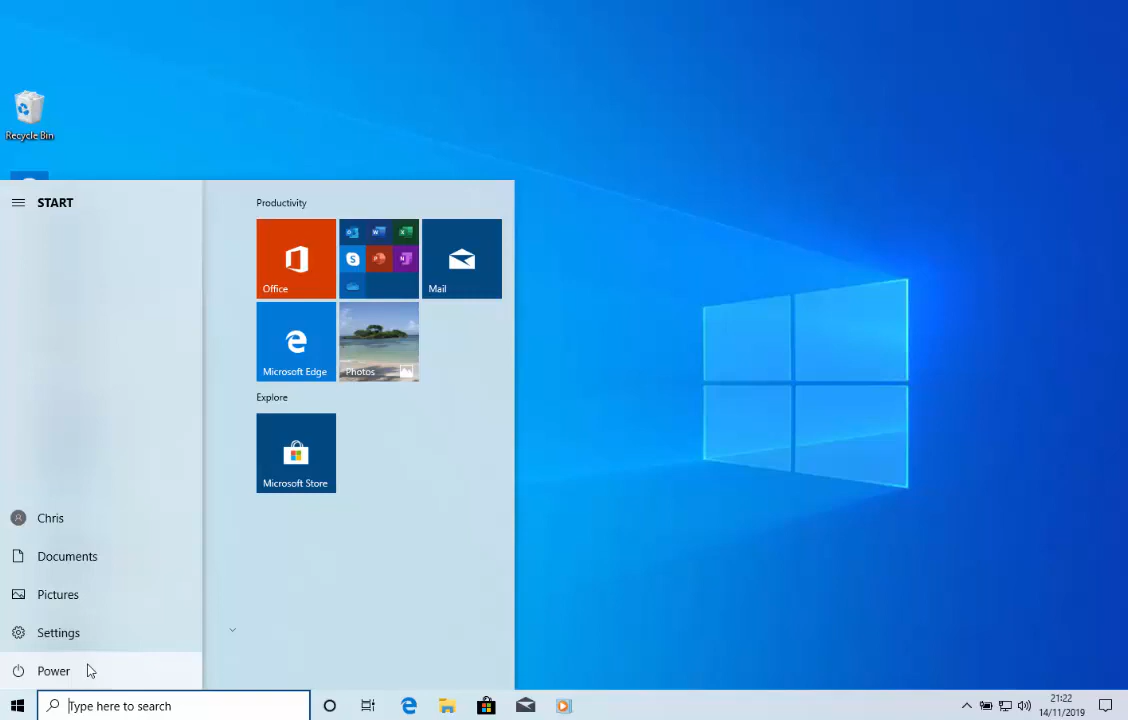 Recycle Bin
START
Productivity
Office
Mail
Microsoft Edge
Photos
Explore
Microsoft Store
Chris
Documents
Pictures
Settings
Power
Type here to search
21:22
14/11/2019